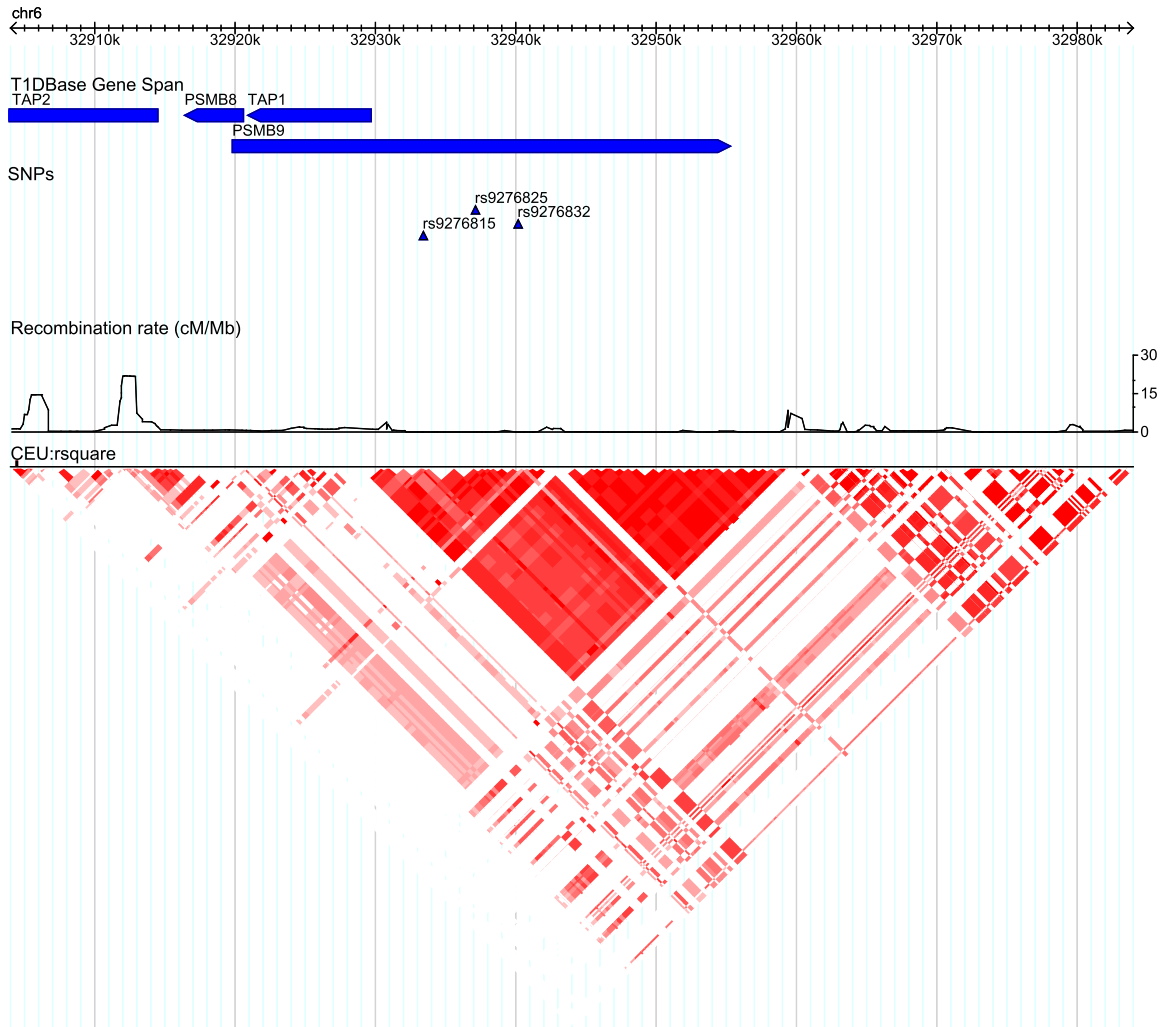 chr6
32910k 32920k 32930k 32940k 32950k 32960k 32970k 32980k
T1DBase Gene Span
TAP2 PSMB8 TAP1
PSMB9
SNPs
rs9276825
rs9276832
rs9276815
Recombination rate (cM/Mb)
30
15
0
CEU:rsquare